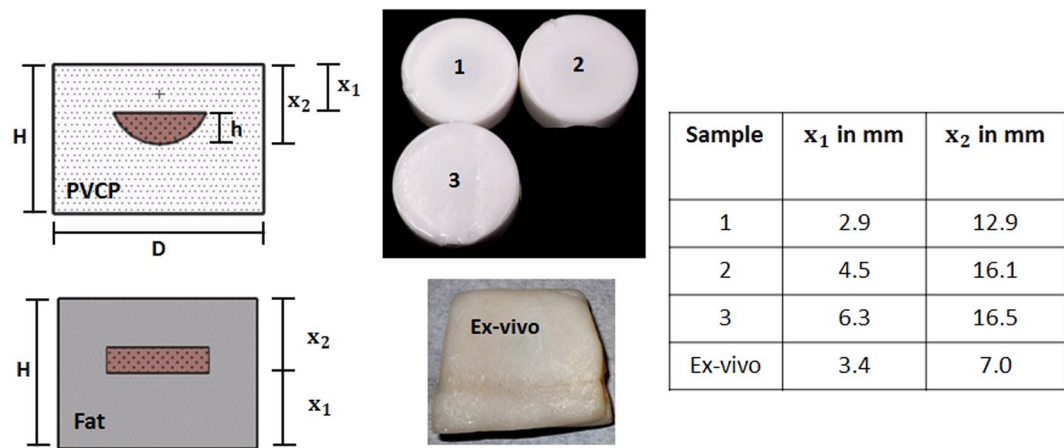 H
x₂
x₁
h
PVCP
D
H
x₂
x₁
Fat
1
2
3
Ex-vivo
Sample x₁ in mm x₂ in mm
1 2.9 12.9
2 4.5 16.1
3 6.3 16.5
Ex-vivo 3.4 7.0